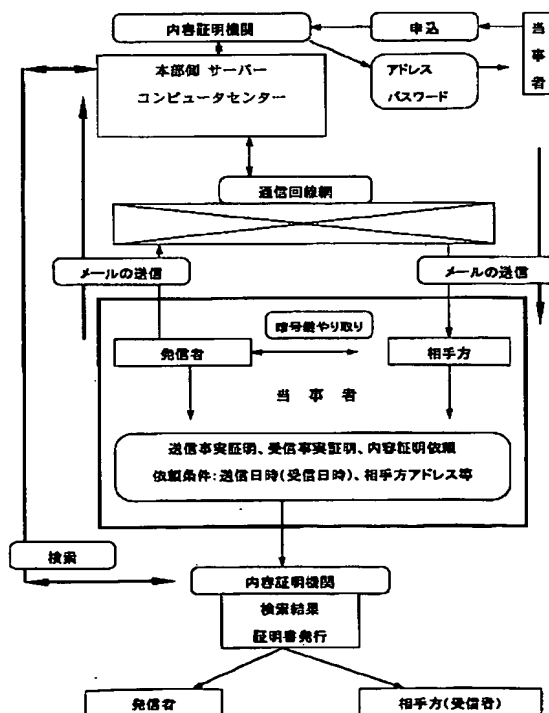 内容証明機関
申込
当事者
本部側 サーバー
コンピュータセンター
アドレス
パスワード
通信回線網
メールの送信
メールの送信
暗号鍵やり取り
発信者
相手方
当 事 者
送信事実証明、受信事実証明、内容証明依頼
依頼条件:送信日時(受信日時)、相手方アドレス等
検索
内容証明機関
検索結果
証明書発行
発信者
相手方(受信者)